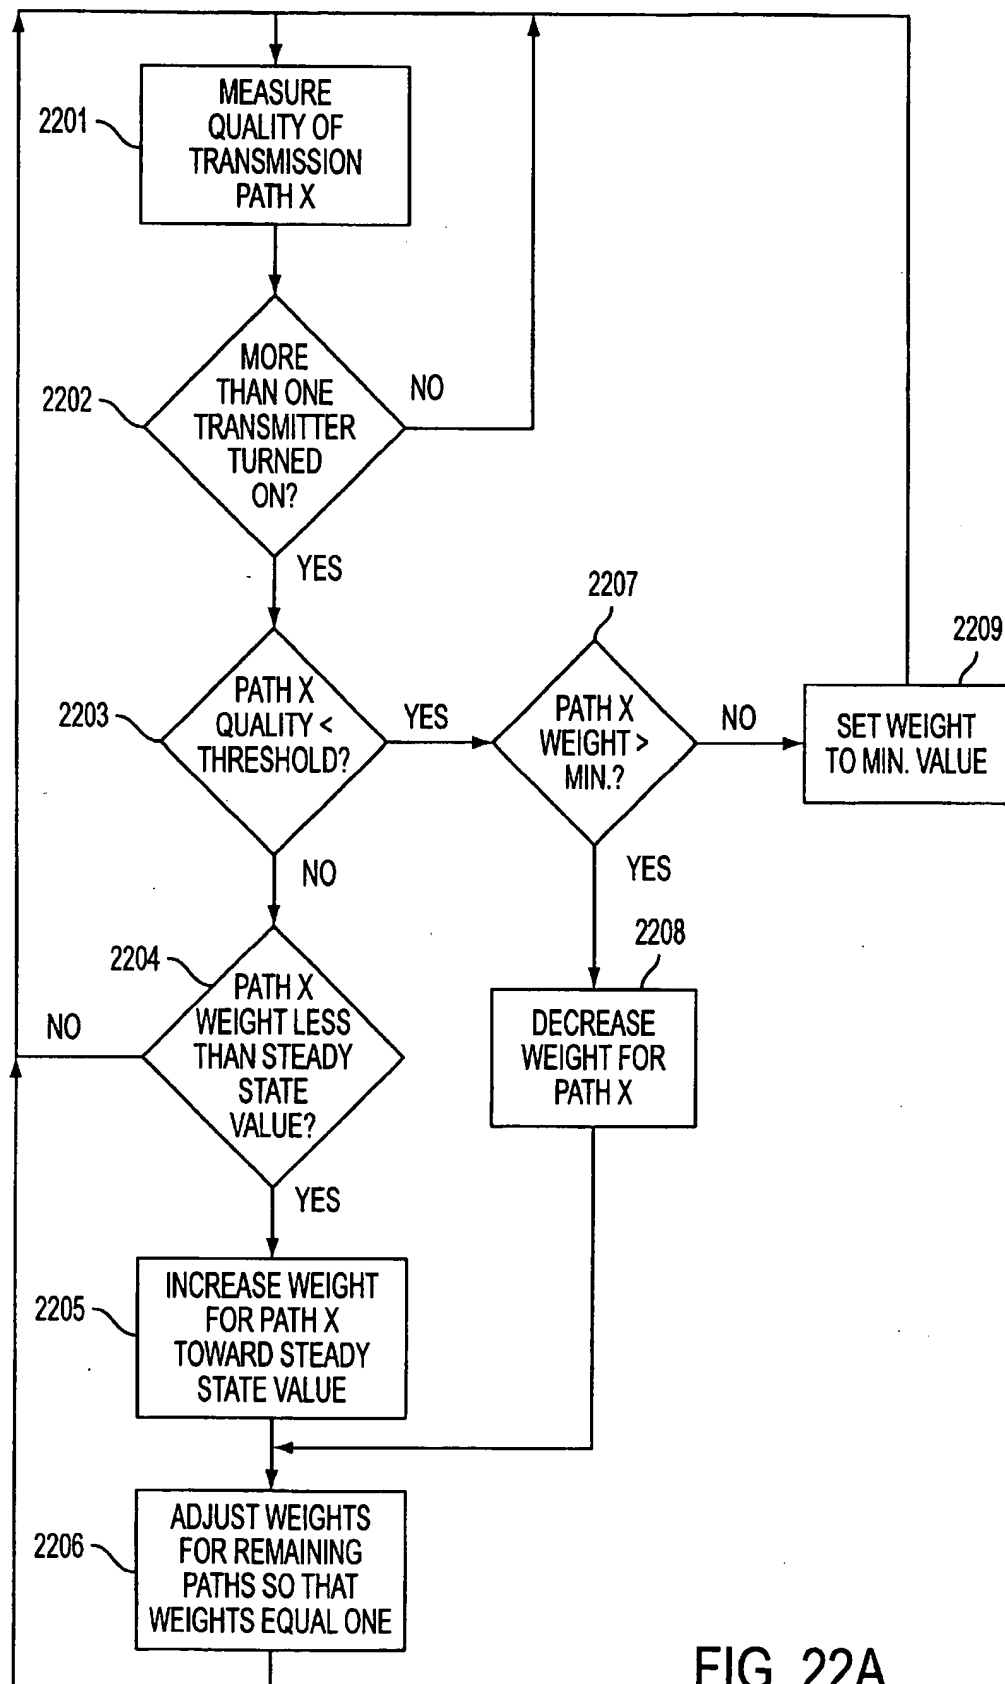 2201
MEASURE
QUALITY OF
TRANSMISSION
PATH X
2202
MORE
THAN ONE
TRANSMITTER
TURNED
ON?
NO
YES
2203
PATH X
QUALITY <
THRESHOLD?
YES
NO
2207
PATH X
WEIGHT >
MIN.?
NO
YES
2209
SET WEIGHT
TO MIN. VALUE
2204
PATH X
WEIGHT LESS
THAN STEADY
STATE
VALUE?
NO
YES
2208
DECREASE
WEIGHT FOR
PATH X
2205
INCREASE WEIGHT
FOR PATH X
TOWARD STEADY
STATE VALUE
2206
ADJUST WEIGHTS
FOR REMAINING
PATHS SO THAT
WEIGHTS EQUAL ONE
FIG. 22A